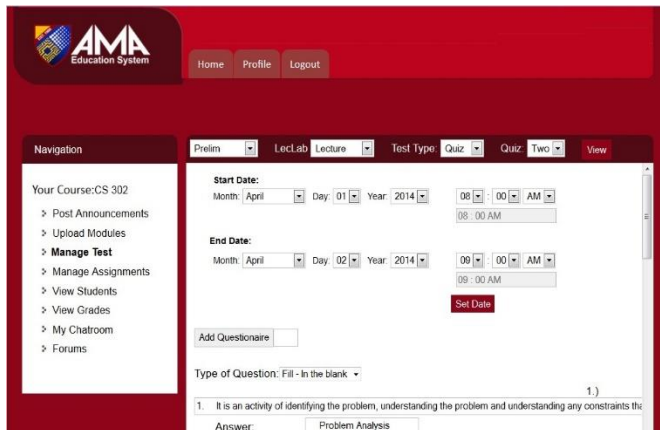 AMA
Education System
Home Profile Logout
Navigation
Prelim LecLab Lecture Test Type: Quiz Quiz: Two View
Your Course:CS 302
Post Announcements
Upload Modules
Manage Test
Manage Assignments
View Students
View Grades
My Chatroom
Forums
Start Date:
Month: April Day: 01 Year: 2014 08 : 00 AM
08 : 00 AM
End Date:
Month: April Day: 02 Year: 2014 09 : 00 AM
09 : 00 AM
Set Date
Add Questionaire
Type of Question: Fill - In the blank
1.)
1. It is an activity of identifying the problem, understanding the problem and understanding any constraints tha
Answer: Problem Analysis